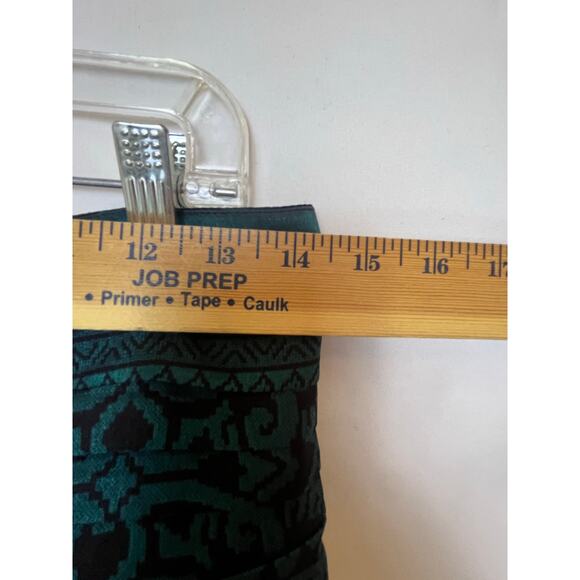 12 13 14 15 16 17
JOB PREP
• Primer • Tape • Caulk